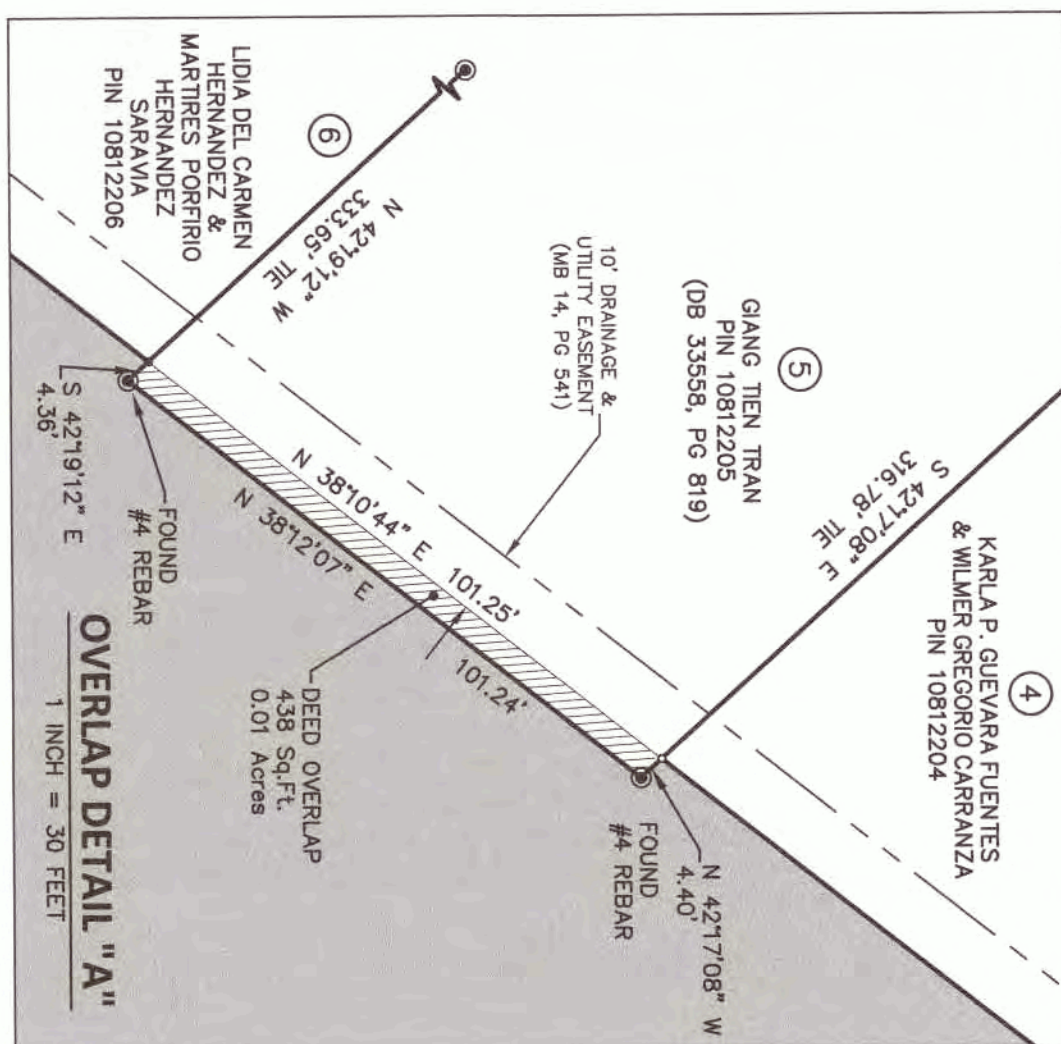 ④
KARLA P. GUEVARA FUENTES
& WILMER GREGORIO CARRANZA
PIN 10812204
S 42°17'08" E
316.78' TIE
⑤
GIANG TIEN TRAN
PIN 10812205
(DB 33558, PG 819)
10' DRAINAGE &
UTILITY EASEMENT
(MB 14, PG 541)
N 42°19'12" W
333.65' TIE
⑥
LIDIA DEL CARMEN
HERNANDEZ &
MARTIRES PORFIRIO
HERNANDEZ
SARAVIA
PIN 10812206
N 42°17'08" W
4.40'
FOUND
#4 REBAR
N 38°10'44" E 101.25'
N 38°12'07" E 101.24'
DEED OVERLAP
438 Sq.Ft.
0.01 Acres
FOUND
#4 REBAR
S 42°19'12" E
4.36'
OVERLAP DETAIL "A"
1 INCH = 30 FEET